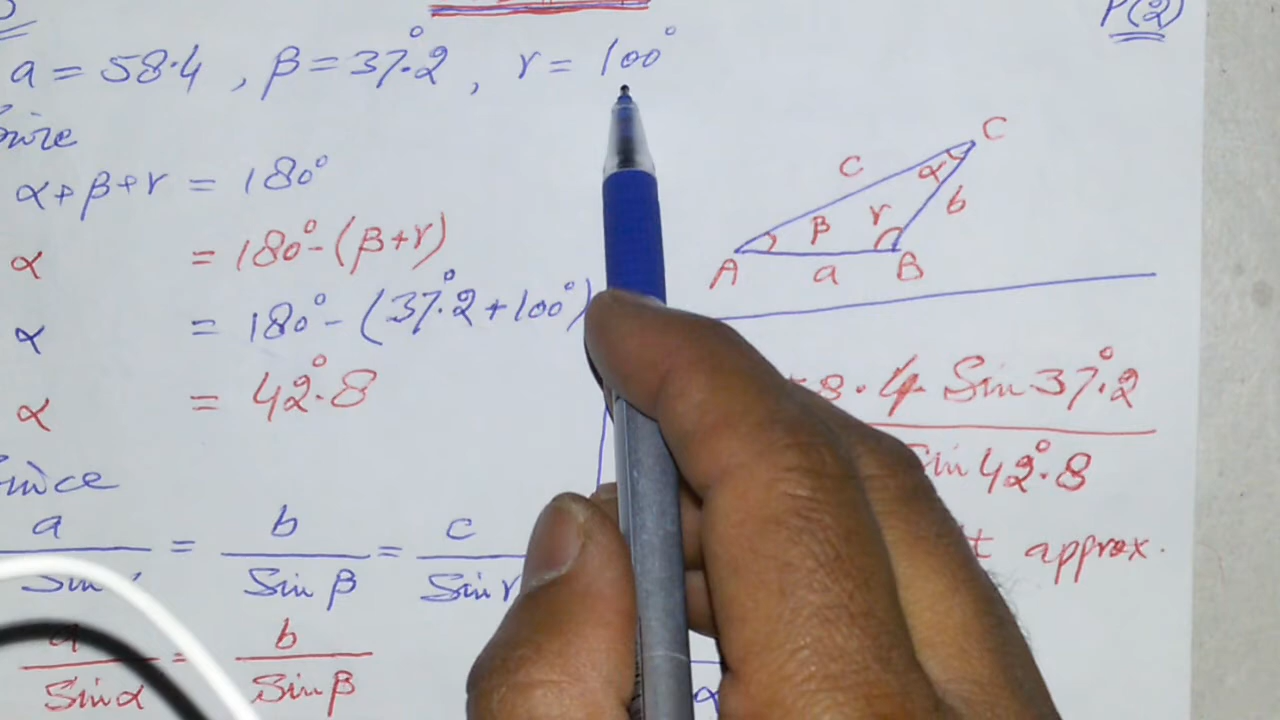 P(2)
a = 58.4 , β = 37°.2 , γ = 100°
α+β+γ = 180°
α = 180° - (β+γ)
α = 180° - (37°.2 + 100°)
α = 42°.8
a = b/Sin β = c/Sin γ
a/Sin α = b/Sin β
C
c
α
b
γ
β
A a B
8.4 Sin 37°.2
Sin 42°.8
approx.
α